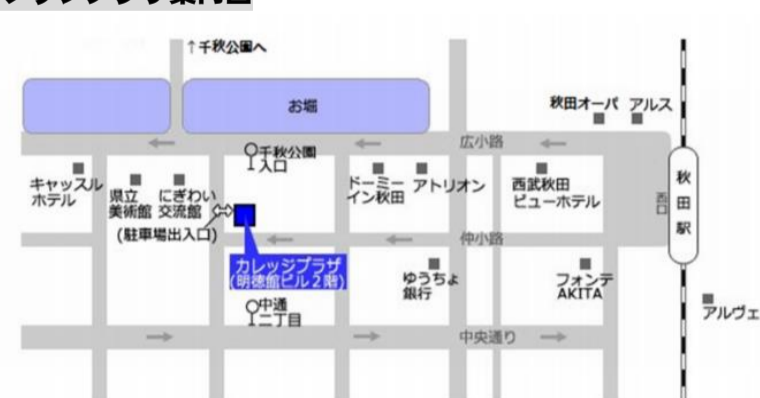 ↑千秋公園へ
お堀
秋田オーパ
アルス
広小路
千秋公園
入口
キャッスル
ホテル
県立
美術館
にぎわい
交流館
(駐車場出入口)
ドーミー
イン秋田
アトリオン
西武秋田
ビューホテル
西口
秋田駅
仲小路
カレッジプラザ
(明徳館ビル2階)
ゆうちょ
銀行
フォンテ
AKITA
アルヴェ
中通
二丁目
中央通り